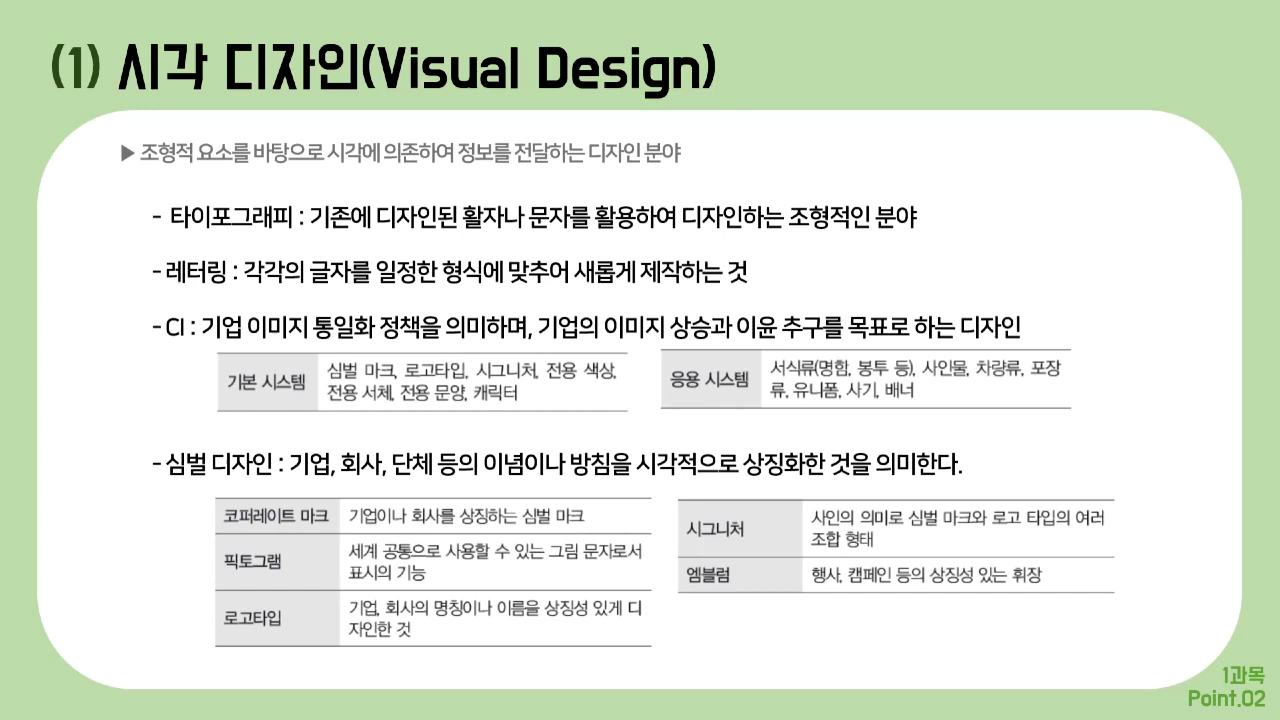 (1) 시각 디자인(Visual Design)
▶ 조형적 요소를 바탕으로 시각에 의존하여 정보를 전달하는 디자인 분야
- 타이포그래피 : 기존에 디자인된 활자나 문자를 활용하여 디자인하는 조형적인 분야
- 레터링 : 각각의 글자를 일정한 형식에 맞추어 새롭게 제작하는 것
- CI : 기업 이미지 통일화 정책을 의미하며, 기업의 이미지 상승과 이윤 추구를 목표로 하는 디자인
기본 시스템
심벌 마크, 로고타입, 시그니처, 전용 색상,
전용 서체, 전용 문양, 캐릭터
응용 시스템
서식류(명함, 봉투 등), 사인물, 차량류, 포장
류, 유니폼, 사기, 배너
- 심벌 디자인 : 기업, 회사, 단체 등의 이념이나 방침을 시각적으로 상징화한 것을 의미한다.
코퍼레이트 마크
기업이나 회사를 상징하는 심벌 마크
픽토그램
세계 공통으로 사용할 수 있는 그림 문자로서
표시의 기능
로고타입
기업, 회사의 명칭이나 이름을 상징성 있게 디
자인한 것
시그니처
사인의 의미로 심벌 마크와 로고 타입의 여러
조합 형태
엠블럼
행사, 캠페인 등의 상징성 있는 휘장
1과목
Point.02